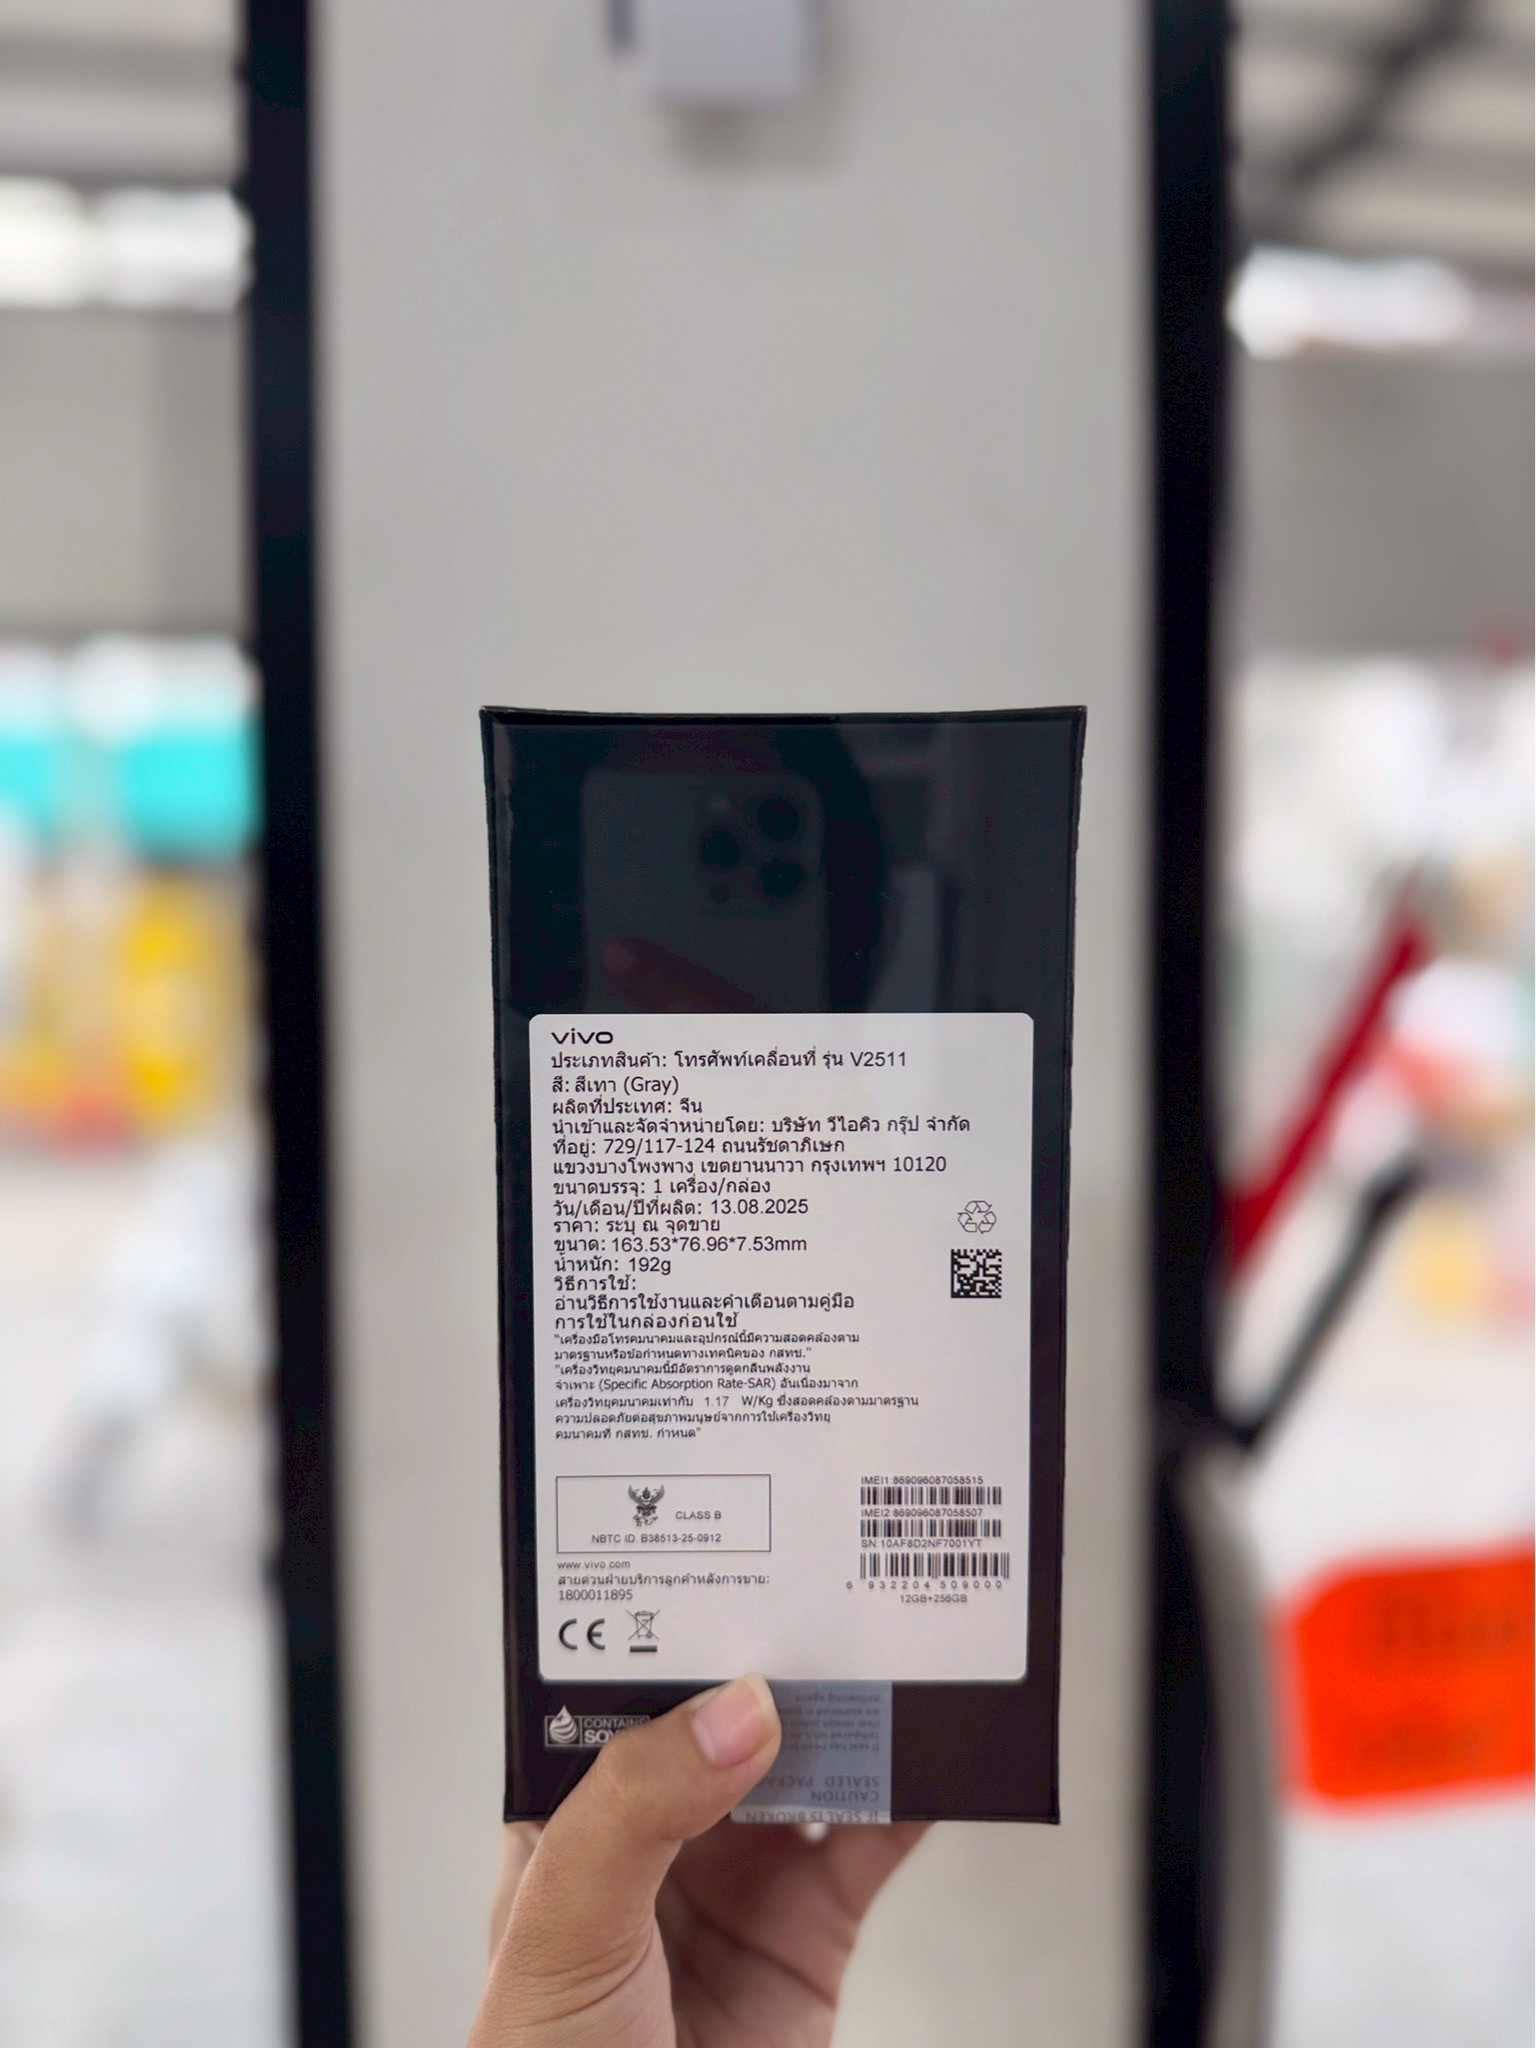 vivo
ประเภทสินค้า: โทรศัพท์เคลื่อนที่ รุ่น V2511
สี: สีเทา (Gray)
ผลิตที่ประเทศ: จีน
นำเข้าและจัดจำหน่ายโดย: บริษัท วีไอคิว กรุ๊ป จำกัด
ที่อยู่: 729/117-124 ถนนรัชดาภิเษก
แขวงบางโพงพาง เขตยานนาวา กรุงเทพฯ 10120
ขนาดบรรจุ: 1 เครื่อง/กล่อง
วัน/เดือน/ปีที่ผลิต: 13.08.2025
ราคา: ระบุ ณ จุดขาย
ขนาด: 163.53*76.96*7.53mm
น้ำหนัก: 192g
วิธีการใช้:
อ่านวิธีการใช้งานและคำเตือนตามคู่มือ
การใช้ในกล่องก่อนใช้
"เครื่องมือโทรคมนาคมและอุปกรณ์นี้มีความสอดคล้องตาม
มาตรฐานหรือข้อกำหนดทางเทคนิคของ กสทช."
"เครื่องวิทยุคมนาคมนี้มีอัตราการดูดกลืนพลังงาน
จำเพาะ (Specific Absorption Rate-SAR) อันเนื่องมาจาก
เครื่องวิทยุคมนาคมเท่ากับ 1.17 W/Kg ซึ่งสอดคล้องตามมาตรฐาน
ความปลอดภัยต่อสุขภาพมนุษย์จากการใช้เครื่องวิทยุ
คมนาคมที่ กสทช. กำหนด"
CLASS B
NBTC ID. B38513-25-0912
www.vivo.com
สายด่วนฝ่ายบริการลูกค้าหลังการขาย:
1800011895
CE
IMEI1:869096087058515
IMEI2:869096087058507
SN:10AF8D2NF7001YT
6 932204 509000
12GB+256GB
CONTAINS
SOY
SEALED PACKAG
CAUTION
IF SEAL IS BROKEN